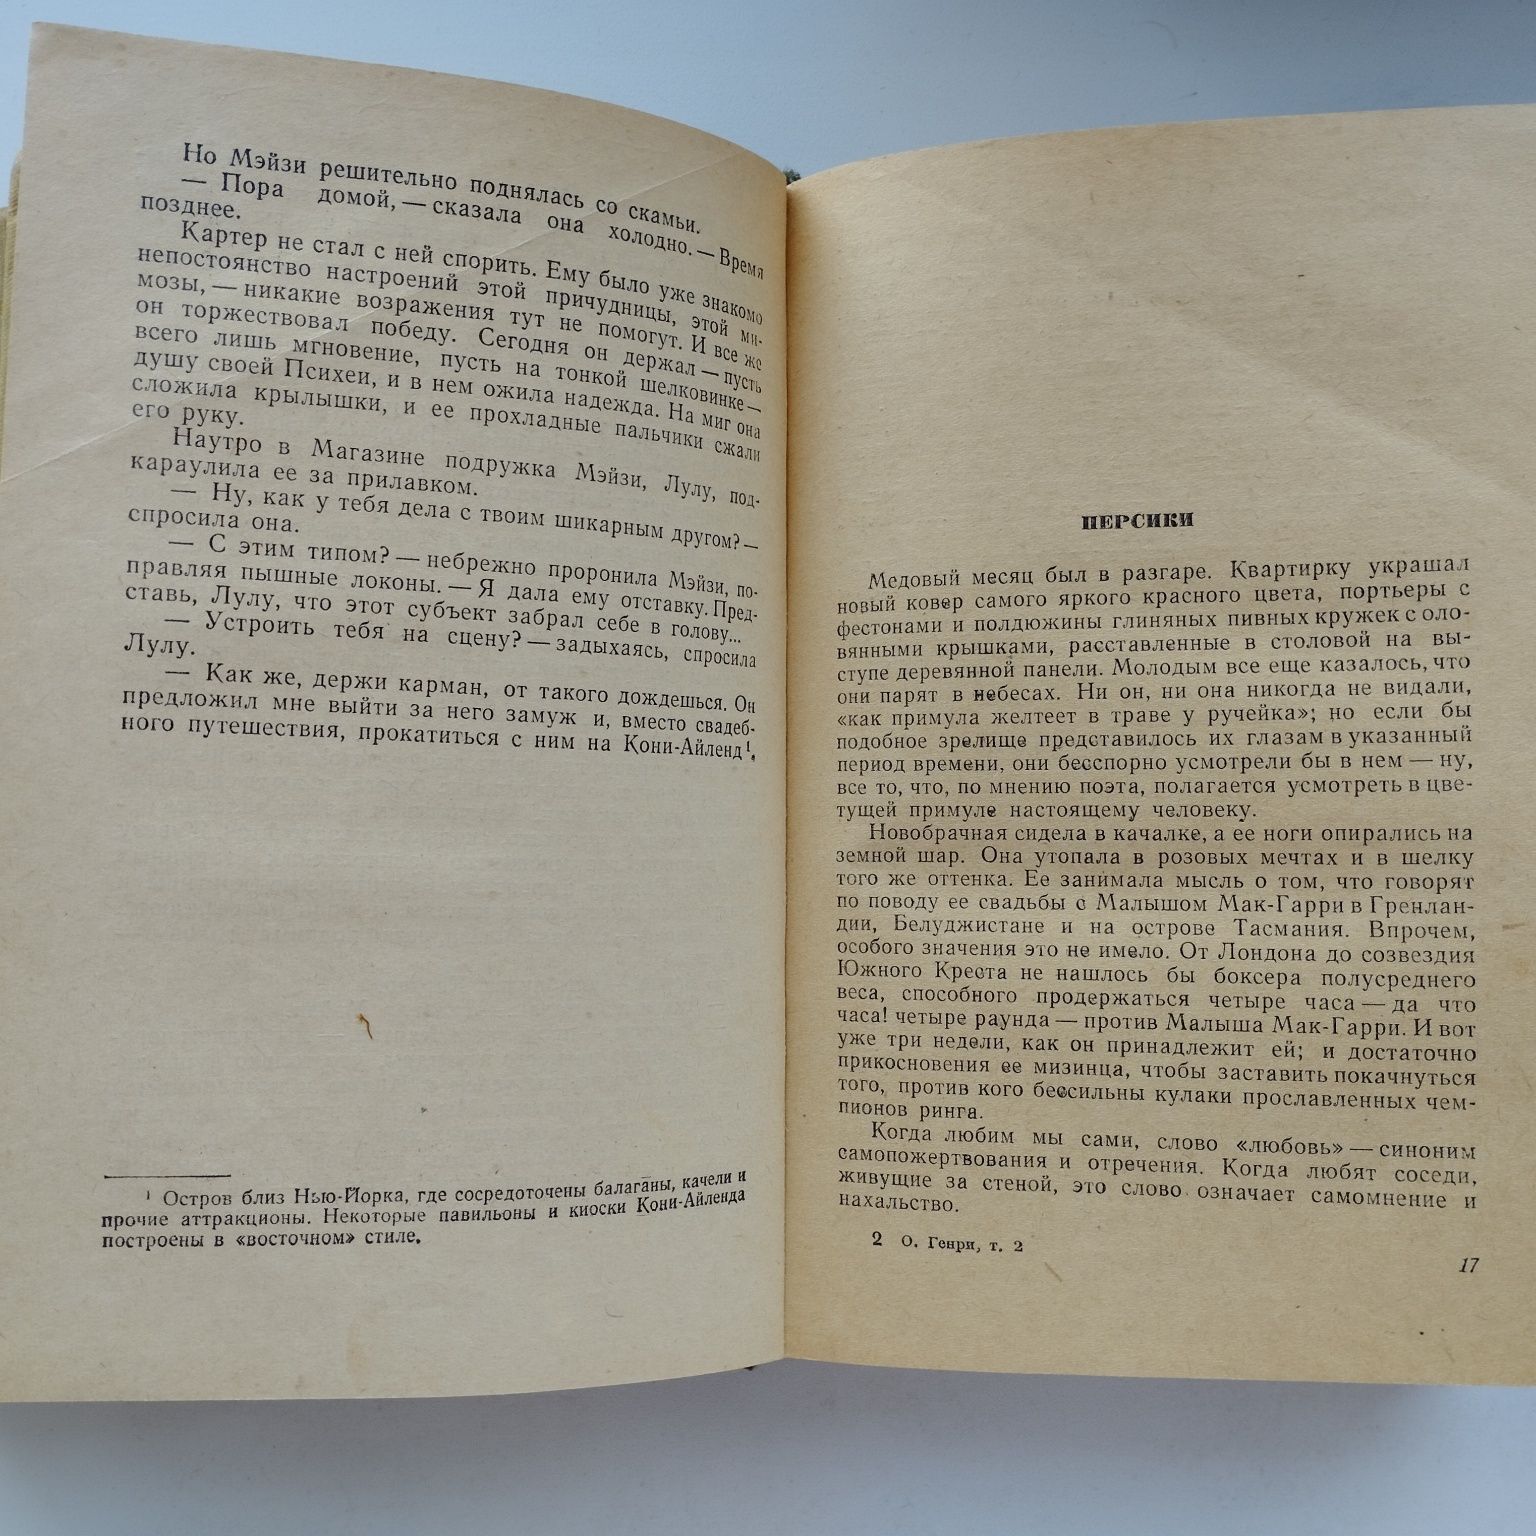 Но Мэйзи решительно поднялась со скамьи.
— Пора домой, — сказала она холодно. — Время
позднее.
Картер не стал с ней спорить. Ему было уже знакомо
непостоянство настроений этой причудницы, этой ми-
мозы, — никакие возражения тут не помогут. И все же
он торжествовал победу. Сегодня он держал — пусть
всего лишь мгновение, пусть на тонкой шелковинке —
душу своей Психеи, и в нем ожила надежда. На миг она
сложила крылышки, и ее прохладные пальчики сжали
его руку.
Наутро в Магазине подружка Мэйзи, Лулу, под-
караулила ее за прилавком.
— Ну, как у тебя дела с твоим шикарным другом? —
спросила она.
— С этим типом? — небрежно проронила Мэйзи, по-
правляя пышные локоны. — Я дала ему отставку. Пред-
ставь, Лулу, что этот субъект забрал себе в голову...
— Устроить тебя на сцену? — задыхаясь, спросила
Лулу.
— Как же, держи карман, от такого дождешься. Он
предложил мне выйти за него замуж и, вместо свадеб-
ного путешествия, прокатиться с ним на Кони-Айленд ¹.
¹ Остров близ Нью-Йорка, где сосредоточены балаганы, качели и
прочие аттракционы. Некоторые павильоны и киоски Кони-Айленда
построены в «восточном» стиле.
ПЕРСИКИ
Медовый месяц был в разгаре. Квартирку украшал
новый ковер самого яркого красного цвета, портьеры с
фестонами и полдюжины глиняных пивных кружек с оло-
вянными крышками, расставленные в столовой на вы-
ступе деревянной панели. Молодым все еще казалось, что
они парят в небесах. Ни он, ни она никогда не видали,
«как примула желтеет в траве у ручейка»; но если бы
подобное зрелище представилось их глазам в указанный
период времени, они бесспорно усмотрели бы в нем — ну,
все то, что, по мнению поэта, полагается усмотреть в цве-
тущей примуле настоящему человеку.
Новобрачная сидела в качалке, а ее ноги опирались на
земной шар. Она утопала в розовых мечтах и в шелку
того же оттенка. Ее занимала мысль о том, что говорят
по поводу ее свадьбы с Малышом Мак-Гарри в Гренлан-
дии, Белуджистане и на острове Тасмания. Впрочем,
особого значения это не имело. От Лондона до созвездия
Южного Креста не нашлось бы боксера полусреднего
веса, способного продержаться четыре часа — да что
часа! четыре раунда — против Малыша Мак-Гарри. И вот
уже три недели, как он принадлежит ей; и достаточно
прикосновения ее мизинца, чтобы заставить покачнуться
того, против кого бессильны кулаки прославленных чем-
пионов ринга.
Когда любим мы сами, слово «любовь» — синоним
самопожертвования и отречения. Когда любят соседи,
живущие за стеной, это слово означает самомнение и
нахальство.
2 О. Генри, т. 2
17